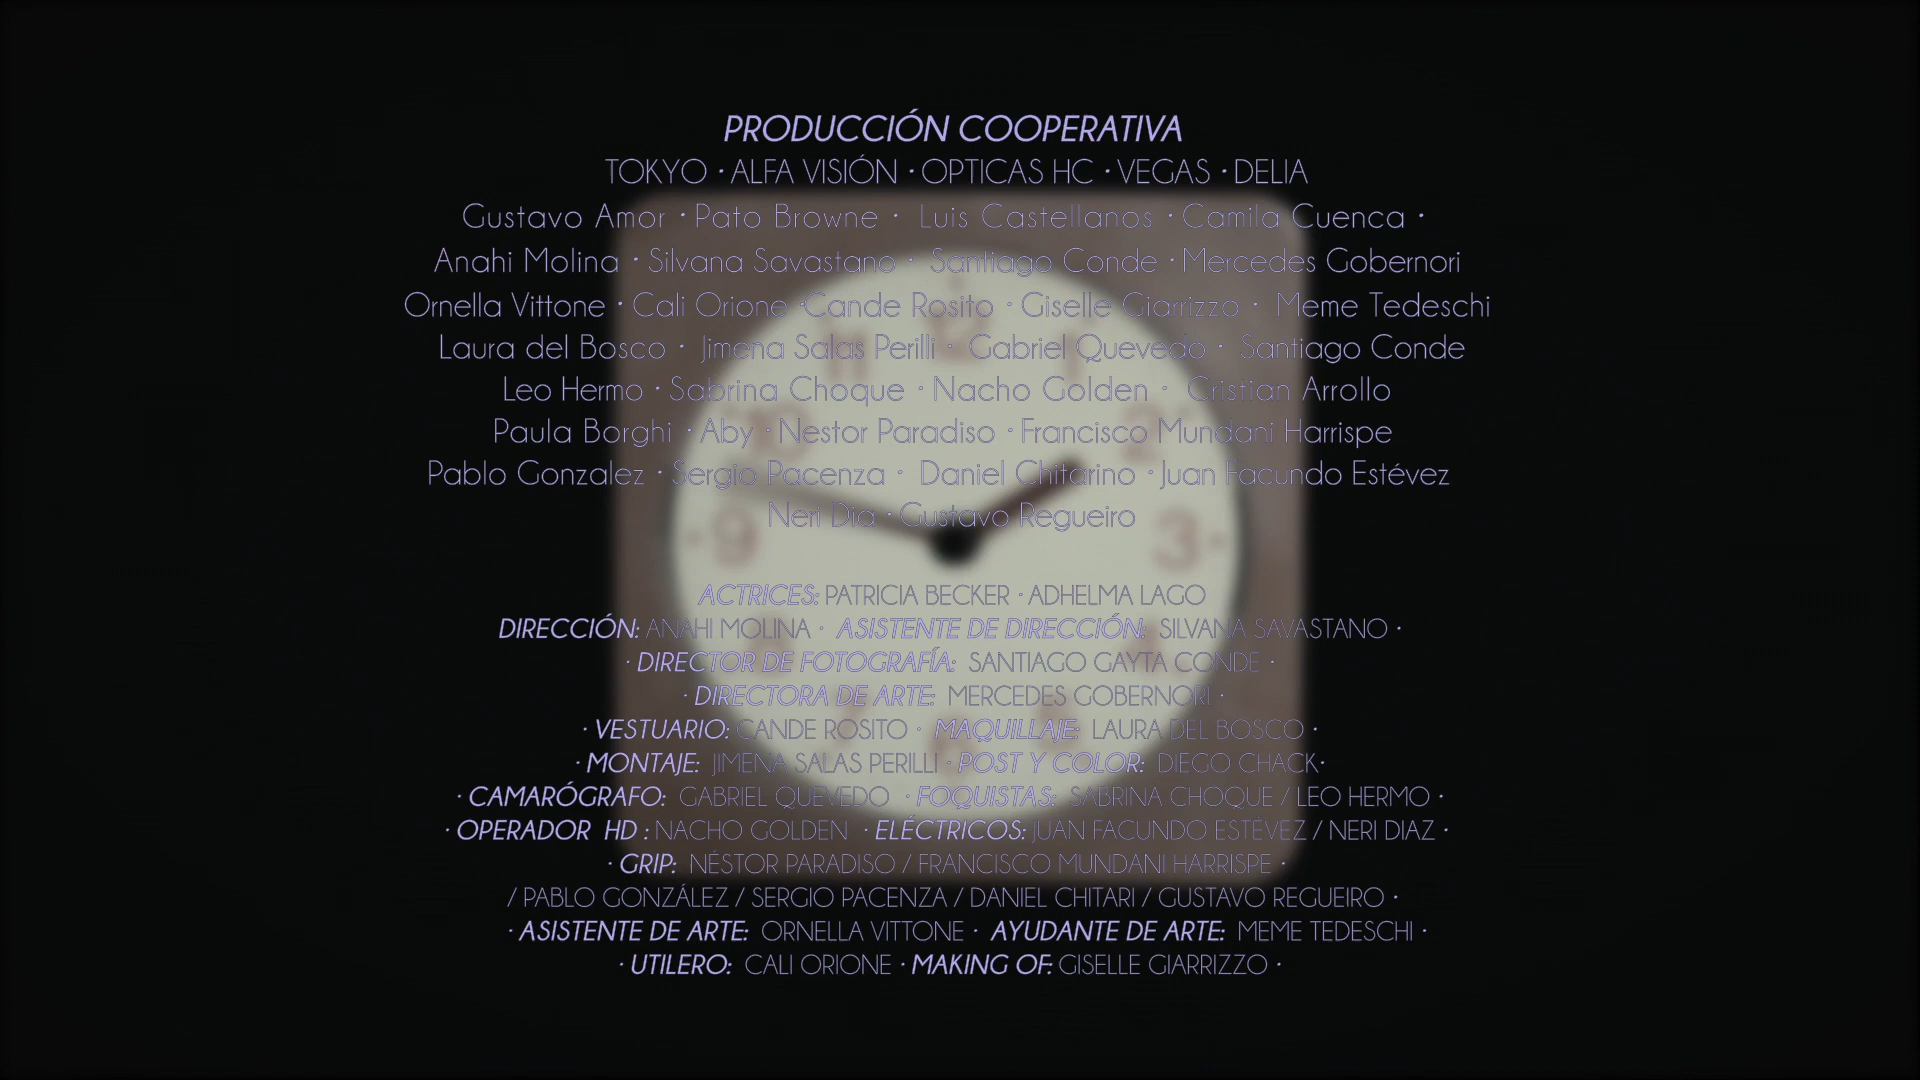 PRODUCCIÓN COOPERATIVA
TOKYO · ALFA VISIÓN · OPTICAS HC · VEGAS · DELIA
Gustavo Amor · Pato Browne · Luis Castellanos · Camila Cuenca ·
Anahi Molina · Silvana Savastano · Santiago Conde · Mercedes Gobernori
Ornella Vittone · Cali Orione · Cande Rosito · Giselle Giarrizzo · Meme Tedeschi
Laura del Bosco · Jimena Salas Perilli · Gabriel Quevedo · Santiago Conde
Leo Hermo · Sabrina Choque · Nacho Golden · Cristian Arrollo
Paula Borghi · Aby · Nestor Paradiso · Francisco Mundani Harrispe
Pablo Gonzalez · Sergio Pacenza · Daniel Chitarino · Juan Facundo Estévez
Neri Dia · Gustavo Regueiro
ACTRICES: PATRICIA BECKER · ADHELMA LAGO
DIRECCIÓN: ANAHI MOLINA · ASISTENTE DE DIRECCIÓN: SILVANA SAVASTANO ·
· DIRECTOR DE FOTOGRAFÍA: SANTIAGO GAYTA CONDE ·
· DIRECTORA DE ARTE: MERCEDES GOBERNORI ·
· VESTUARIO: CANDE ROSITO · MAQUILLAJE: LAURA DEL BOSCO ·
· MONTAJE: JIMENA SALAS PERILLI · POST Y COLOR: DIEGO CHACK ·
· CAMARÓGRAFO: GABRIEL QUEVEDO · FOQUISTAS: SABRINA CHOQUE / LEO HERMO ·
· OPERADOR HD : NACHO GOLDEN · ELÉCTRICOS: JUAN FACUNDO ESTÉVEZ / NERI DIAZ ·
· GRIP: NÉSTOR PARADISO / FRANCISCO MUNDANI HARRISPE ·
/ PABLO GONZÁLEZ / SERGIO PACENZA / DANIEL CHITARI / GUSTAVO REGUEIRO ·
· ASISTENTE DE ARTE: ORNELLA VITTONE · AYUDANTE DE ARTE: MEME TEDESCHI ·
· UTILERO: CALI ORIONE · MAKING OF: GISELLE GIARRIZZO ·